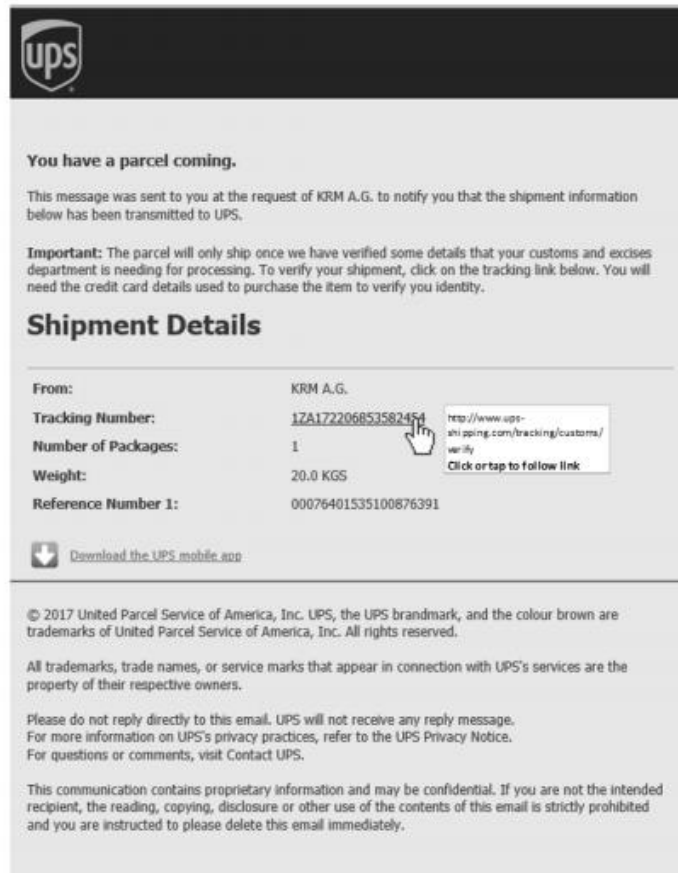 ups
You have a parcel coming.
This message was sent to you at the request of KRM A.G. to notify you that the shipment information
below has been transmitted to UPS.
Important: The parcel will only ship once we have verified some details that your customs and excises
department is needing for processing. To verify your shipment, click on the tracking link below. You will
need the credit card details used to purchase the item to verify you identity.
Shipment Details
From: KRM A.G.
Tracking Number: 1ZA172206853582454
http://www.ups-
shipping.com/tracking/customs/
verify
Click or tap to follow link
Number of Packages: 1
Weight: 20.0 KGS
Reference Number 1: 00076401535100876391
Download the UPS mobile app
© 2017 United Parcel Service of America, Inc. UPS, the UPS brandmark, and the colour brown are
trademarks of United Parcel Service of America, Inc. All rights reserved.
All trademarks, trade names, or service marks that appear in connection with UPS's services are the
property of their respective owners.
Please do not reply directly to this email. UPS will not receive any reply message.
For more information on UPS's privacy practices, refer to the UPS Privacy Notice.
For questions or comments, visit Contact UPS.
This communication contains proprietary information and may be confidential. If you are not the intended
recipient, the reading, copying, disclosure or other use of the contents of this email is strictly prohibited
and you are instructed to please delete this email immediately.